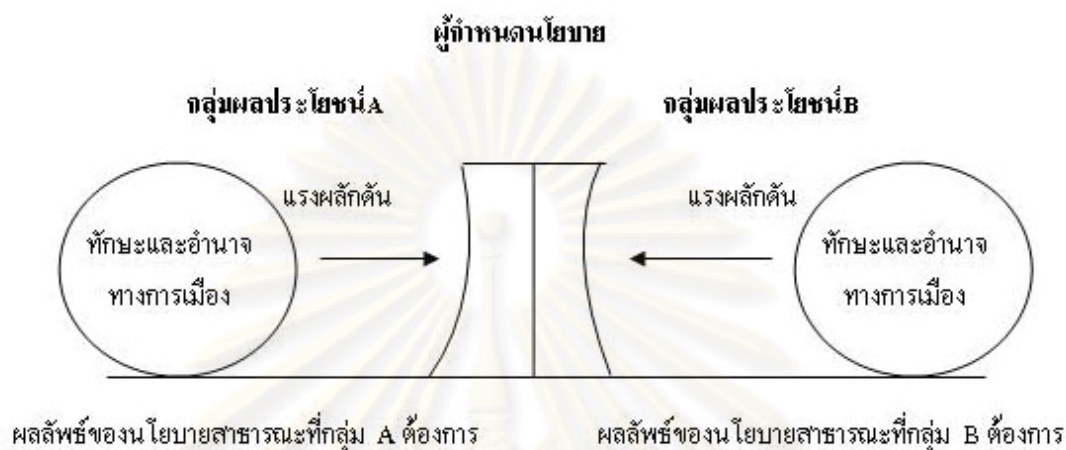 ผู้กำหนดนโยบาย
กลุ่มผลประโยชน์A
กลุ่มผลประโยชน์B
แรงผลักดัน
แรงผลักดัน
ทักษะและอำนาจ
ทางการเมือง
ทักษะและอำนาจ
ทางการเมือง
ผลลัพธ์ของนโยบายสาธารณะที่กลุ่ม A ต้องการ
ผลลัพธ์ของนโยบายสาธารณะที่กลุ่ม B ต้องการ